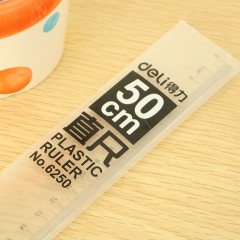 deli得力
50
cm
直尺
PLASTIC
RULER
No.6250